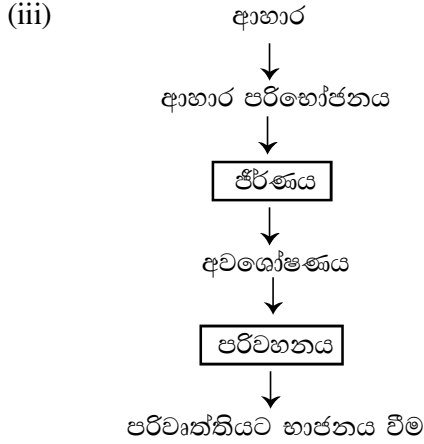 (iii) ආහාර
ආහාර පරිභෝජනය
ජීර්ණය
අවශෝෂණය
පරිවහනය
පරිවෘත්තියට භාජනය වීම